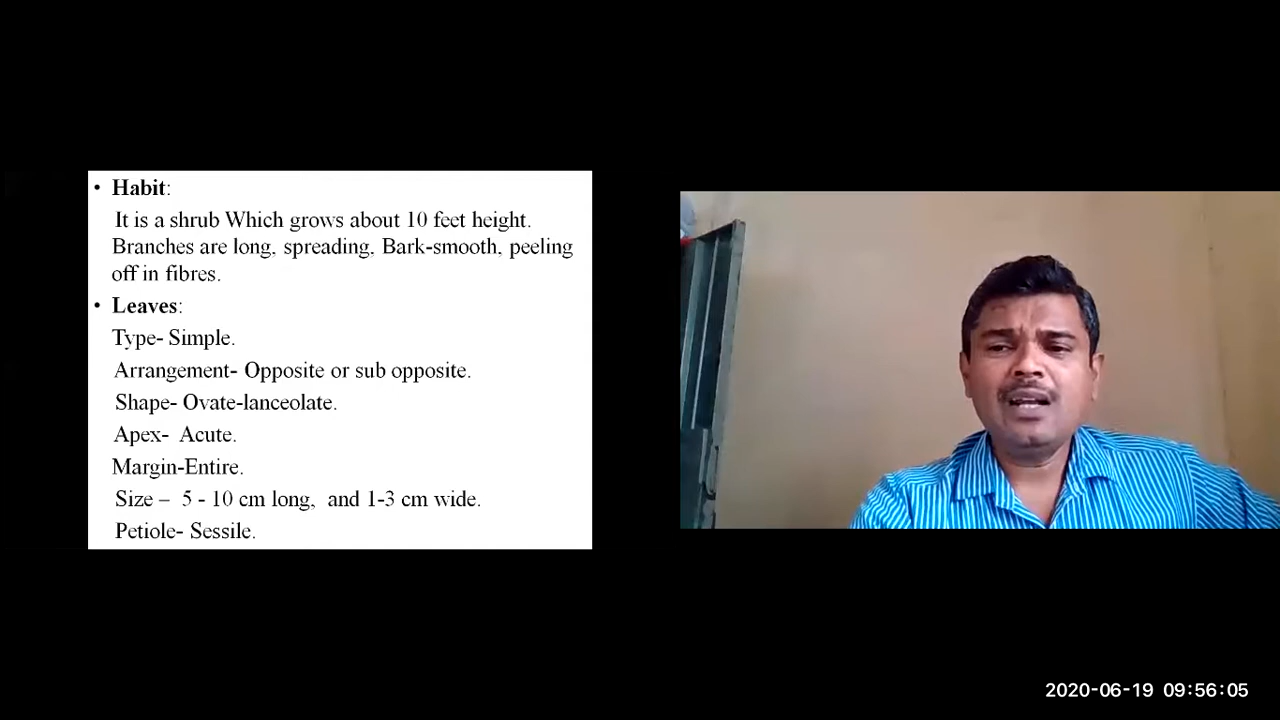 • Habit:
It is a shrub Which grows about 10 feet height.
Branches are long, spreading, Bark-smooth, peeling
off in fibres.
• Leaves:
Type- Simple.
Arrangement- Opposite or sub opposite.
Shape- Ovate-lanceolate.
Apex- Acute.
Margin-Entire.
Size – 5 - 10 cm long, and 1-3 cm wide.
Petiole- Sessile.
2020-06-19 09:56:05